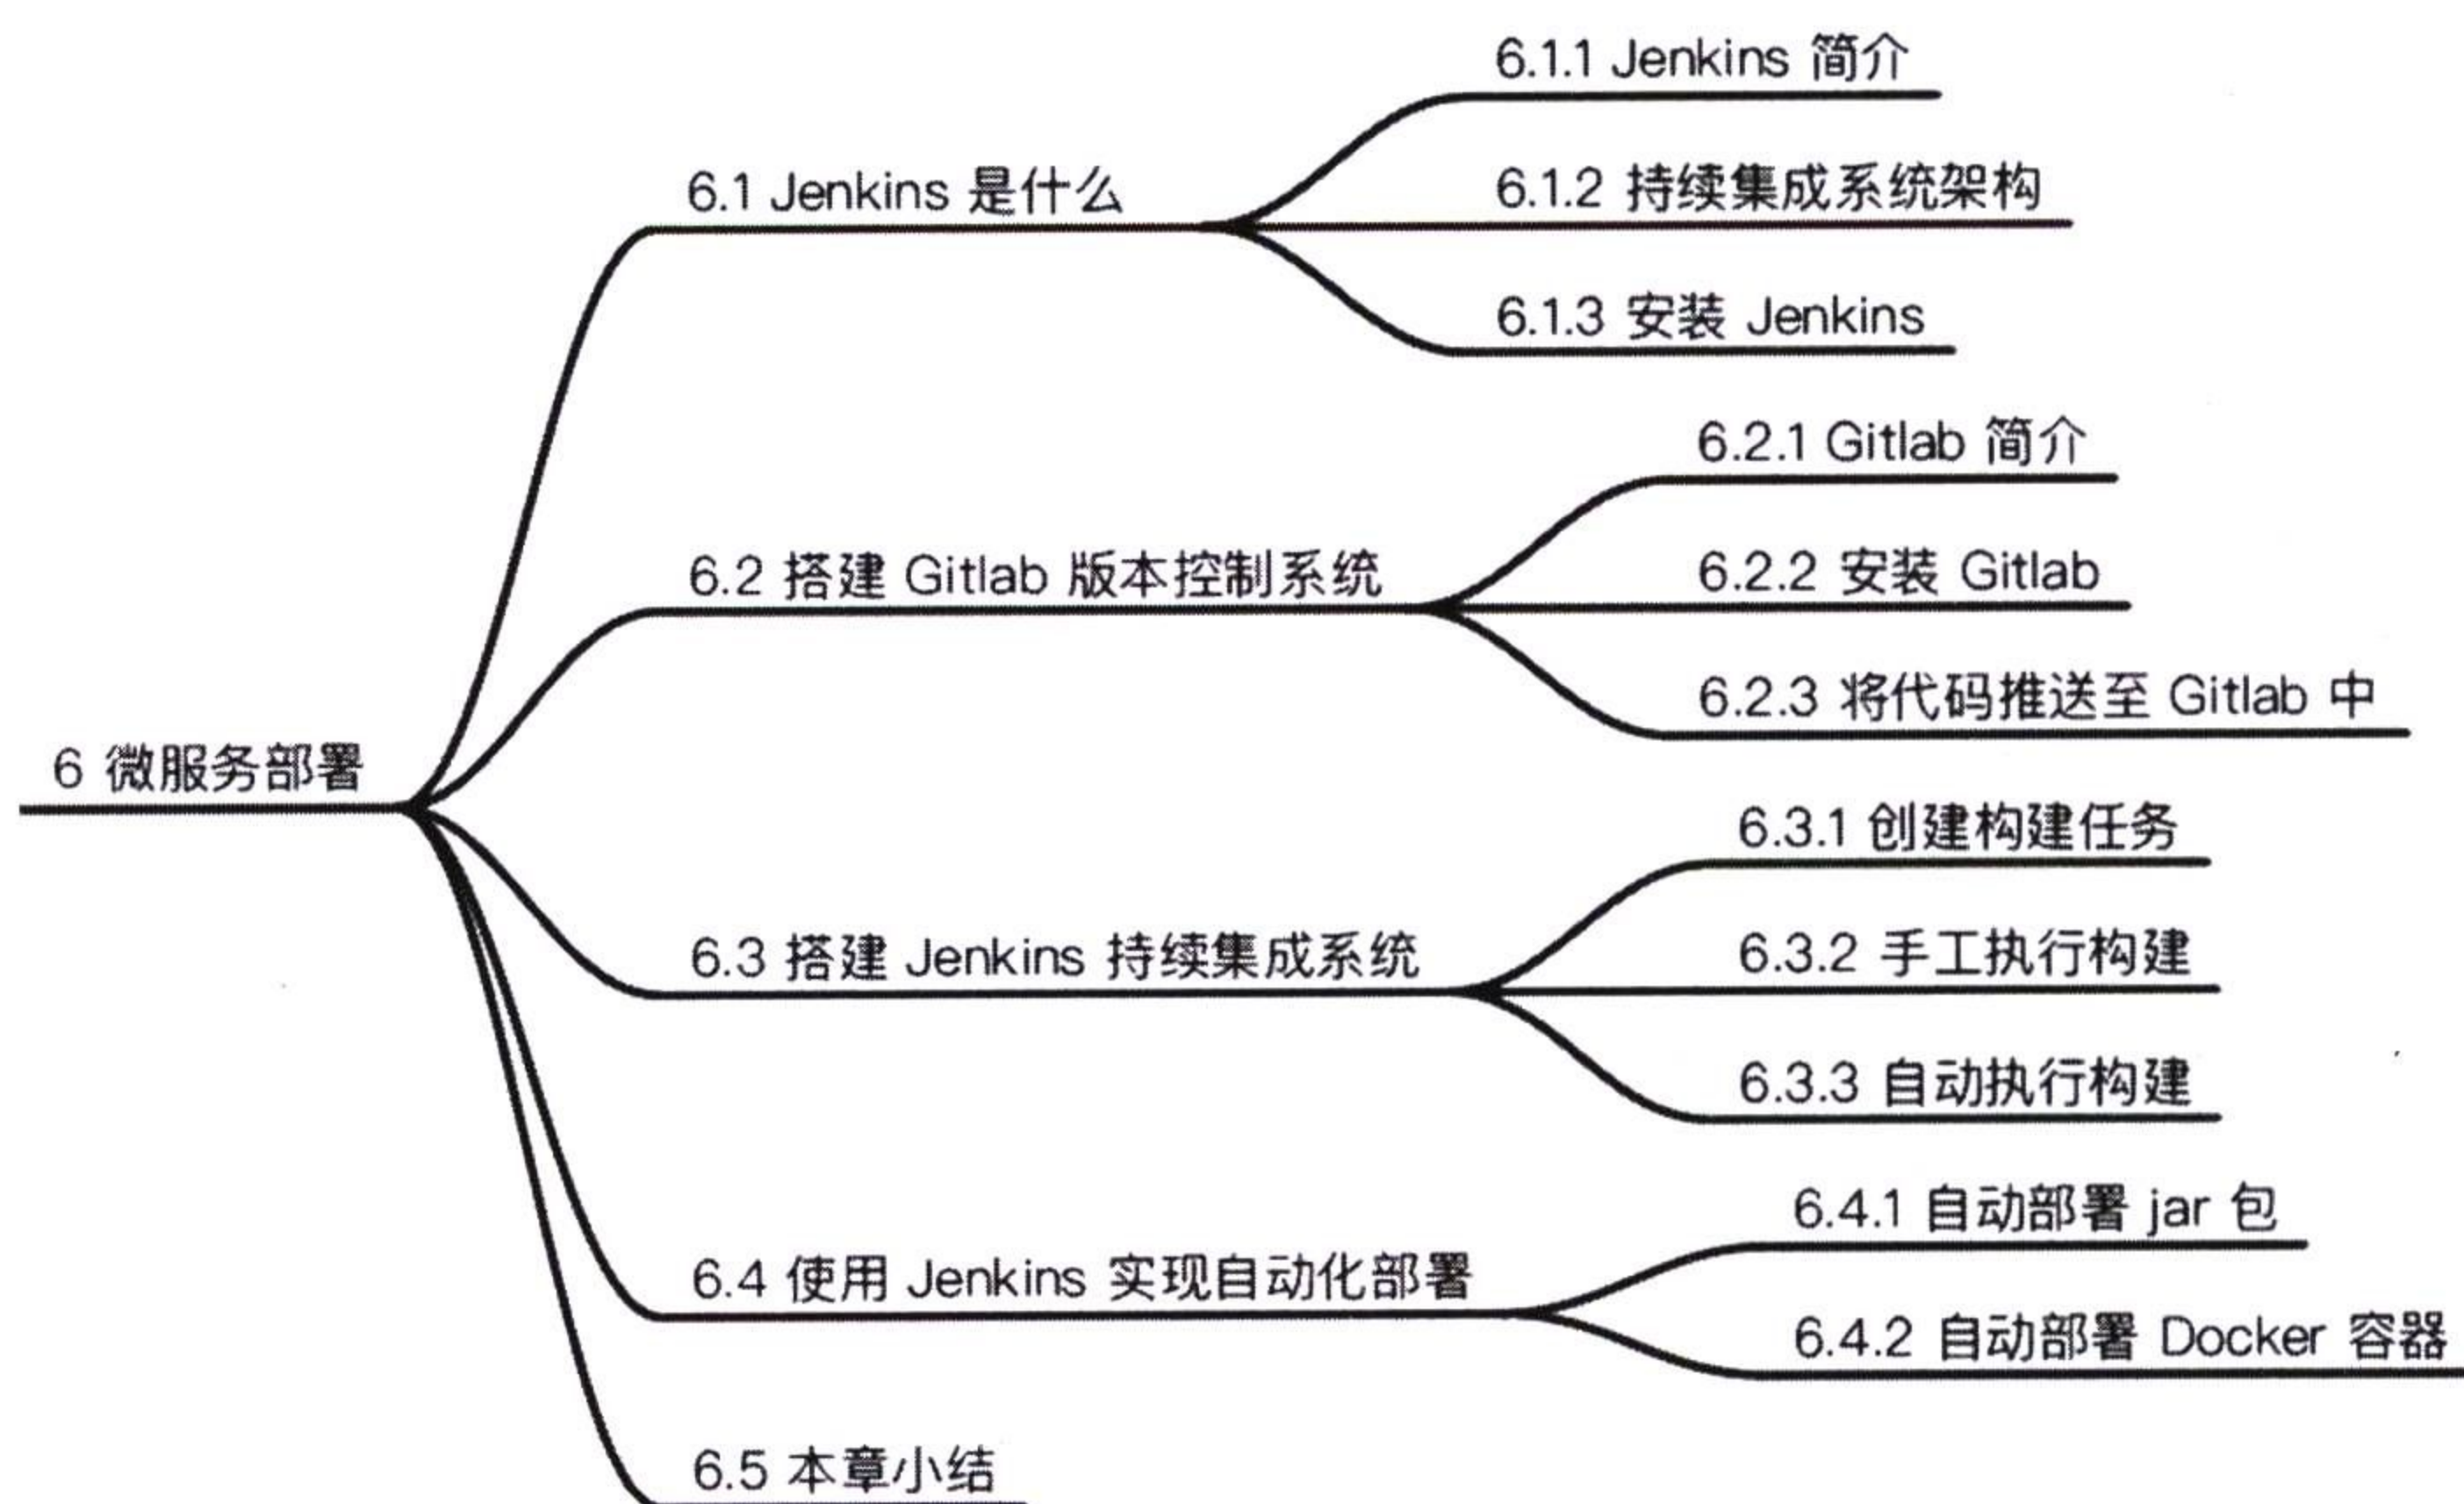 6 微服务部署
6.1 Jenkins 是什么
6.1.1 Jenkins 简介
6.1.2 持续集成系统架构
6.1.3 安装 Jenkins
6.2 搭建 Gitlab 版本控制系统
6.2.1 Gitlab 简介
6.2.2 安装 Gitlab
6.2.3 将代码推送至 Gitlab 中
6.3 搭建 Jenkins 持续集成系统
6.3.1 创建构建任务
6.3.2 手工执行构建
6.3.3 自动执行构建
6.4 使用 Jenkins 实现自动化部署
6.4.1 自动部署 jar 包
6.4.2 自动部署 Docker 容器
6.5 本章小结